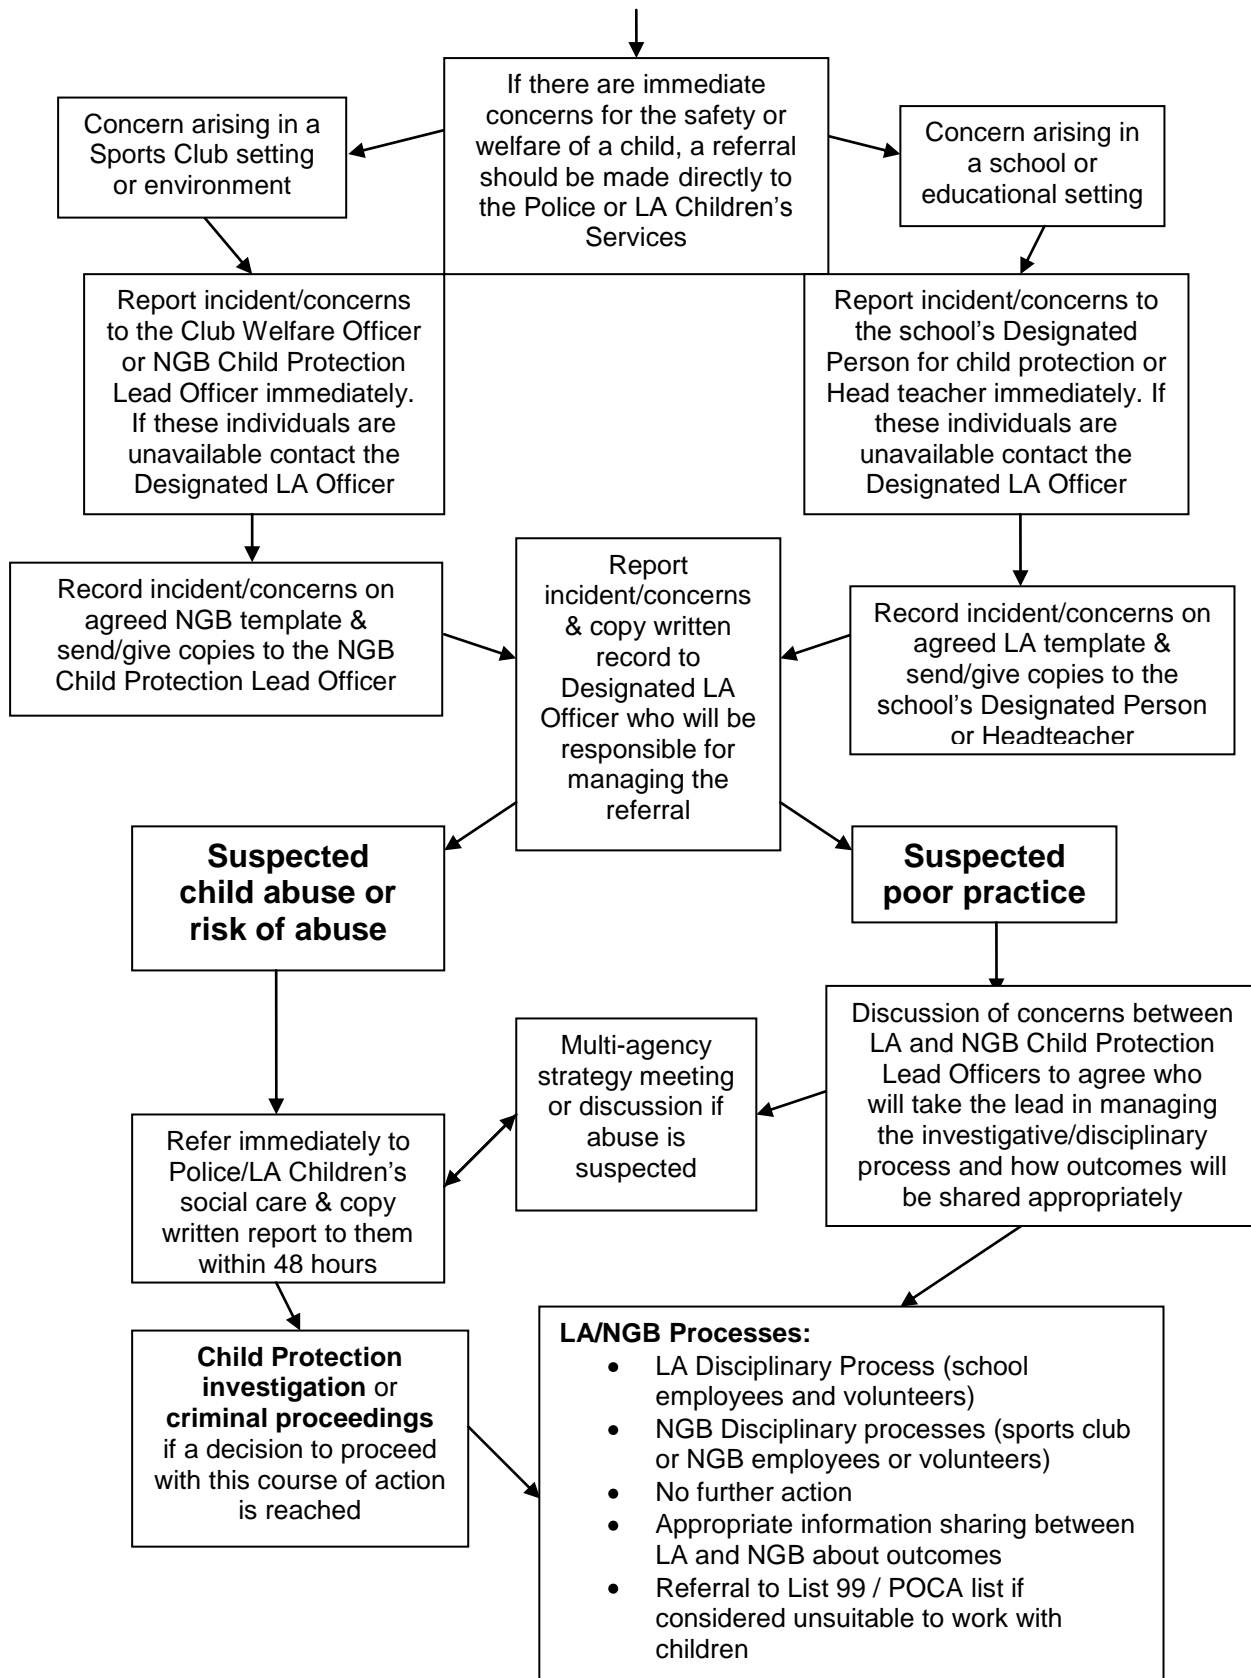 If there are immediate
concerns for the safety or
welfare of a child, a referral
should be made directly to
the Police or LA Children's
Services
Concern arising in a
Sports Club setting
or environment
Concern arising in
a school or
educational setting
Report incident/concerns
to the Club Welfare Officer
or NGB Child Protection
Lead Officer immediately.
If these individuals are
unavailable contact the
Designated LA Officer
Report incident/concerns to
the school's Designated
Person for child protection or
Head teacher immediately. If
these individuals are
unavailable contact the
Designated LA Officer
Record incident/concerns on
agreed NGB template &
send/give copies to the NGB
Child Protection Lead Officer
Report
incident/concerns
& copy written
record to
Designated LA
Officer who will be
responsible for
managing the
referral
Record incident/concerns on
agreed LA template &
send/give copies to the
school's Designated Person
or Headteacher
Suspected
child abuse or
risk of abuse
Suspected
poor practice
Multi-agency
strategy meeting
or discussion if
abuse is
suspected
Discussion of concerns between
LA and NGB Child Protection
Lead Officers to agree who
will take the lead in managing
the investigative/disciplinary
process and how outcomes will
be shared appropriately
Refer immediately to
Police/LA Children's
social care & copy
written report to them
within 48 hours
Child Protection
investigation or
criminal proceedings
if a decision to proceed
with this course of action
is reached
LA/NGB Processes:
• LA Disciplinary Process (school
employees and volunteers)
• NGB Disciplinary processes (sports club
or NGB employees or volunteers)
• No further action
• Appropriate information sharing between
LA and NGB about outcomes
• Referral to List 99 / POCA list if
considered unsuitable to work with
children